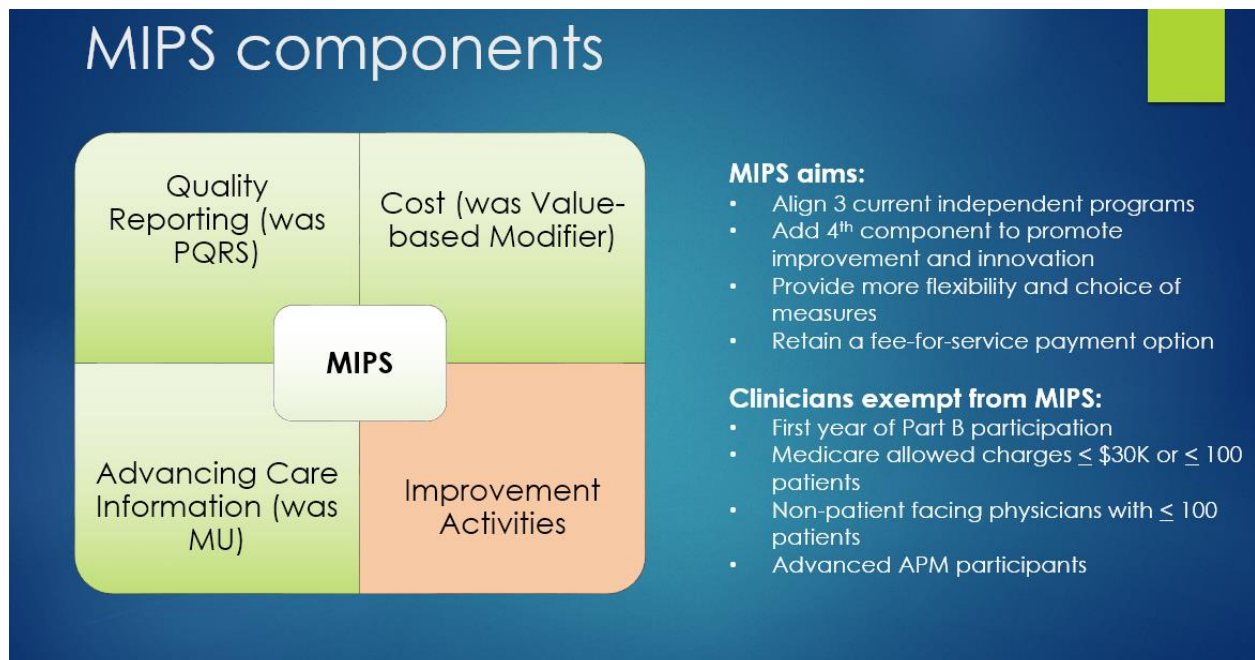 MIPS components
Quality
Reporting (was
PQRS)
Cost (was Value-
based Modifier)
MIPS
Advancing Care
Information (was
MU)
Improvement
Activities
MIPS aims:
• Align 3 current independent programs
• Add 4th component to promote
improvement and innovation
• Provide more flexibility and choice of
measures
• Retain a fee-for-service payment option
Clinicians exempt from MIPS:
• First year of Part B participation
• Medicare allowed charges ≤ $30K or ≤ 100
patients
• Non-patient facing physicians with ≤ 100
patients
• Advanced APM participants